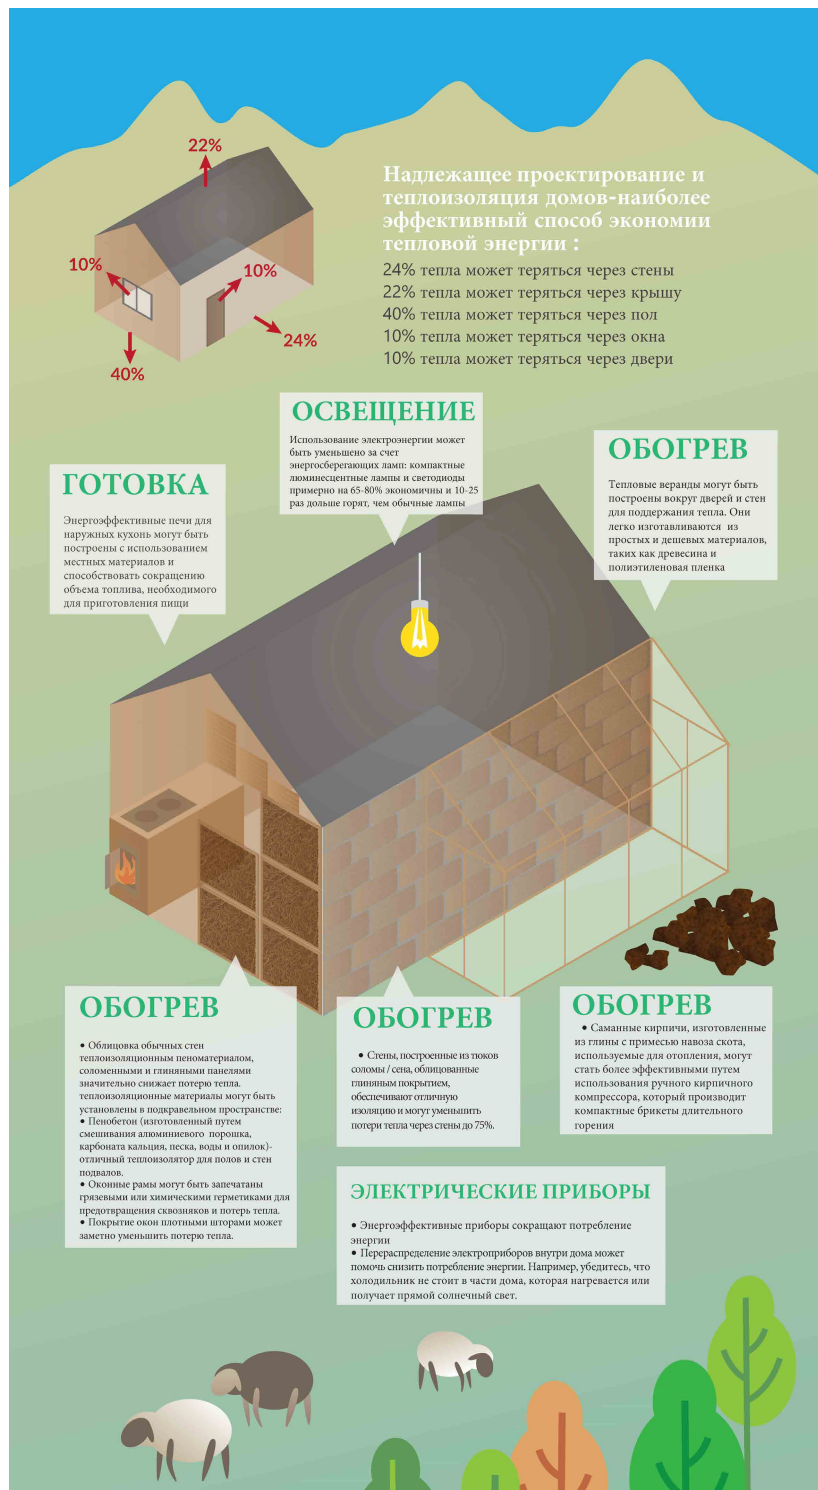 22%
10%
10%
24%
40%
Надлежащее проектирование и
теплоизоляция домов-наиболее
эффективный способ экономии
тепловой энергии :
24% тепла может теряться через стены
22% тепла может теряться через крышу
40% тепла может теряться через пол
10% тепла может теряться через окна
10% тепла может теряться через двери
ОСВЕЩЕНИЕ
Использование электроэнергии может
быть уменьшено за счет
энергосберегающих ламп: компактные
люминесцентные лампы и светодиоды
примерно на 65-80% экономичны и 10-25
раз дольше горят, чем обычные лампы
ОБОГРЕВ
Тепловые веранды могут быть
построены вокруг дверей и стен
для поддержания тепла. Они
легко изготавливаются из
простых и дешевых материалов,
таких как древесина и
полиэтиленовая пленка
ГОТОВКА
Энергоэффективные печи для
наружных кухонь могут быть
построены с использованием
местных материалов и
способствовать сокращению
объема топлива, необходимого
для приготовления пищи
ОБОГРЕВ
• Облицовка обычных стен
теплоизоляционным пеноматериалом,
соломенными и глиняными панелями
значительно снижает потерю тепла.
теплоизоляционные материалы могут быть
установлены в подкравельном пространстве:
• Пенобетон (изготовленный путем
смешивания алюминиевого порошка,
карбоната кальция, песка, воды и опилок)-
отличный теплоизолятор для полов и стен
подвалов.
• Оконные рамы могут быть запечатаны
грязевыми или химическими герметиками для
предотвращения сквозняков и потерь тепла.
• Покрытие окон плотными шторами может
заметно уменьшить потерю тепла.
ОБОГРЕВ
• Стены, построенные из тюков
соломы / сена, облицованные
глиняным покрытием,
обеспечивают отличную
изоляцию и могут уменьшить
потери тепла через стены до 75%.
ОБОГРЕВ
• Саманные кирпичи, изготовленные
из глины с примесью навоза скота,
используемые для отопления, могут
стать более эффективными путем
использования ручного кирпичного
компрессора, который производит
компактные брикеты длительного
горения
ЭЛЕКТРИЧЕСКИЕ ПРИБОРЫ
• Энергоэффективные приборы сокращают потребление
энергии
• Перераспределение электроприборов внутри дома может
помочь снизить потребление энергии. Например, убедитесь, что
холодильник не стоит в части дома, которая нагревается или
получает прямой солнечный свет.